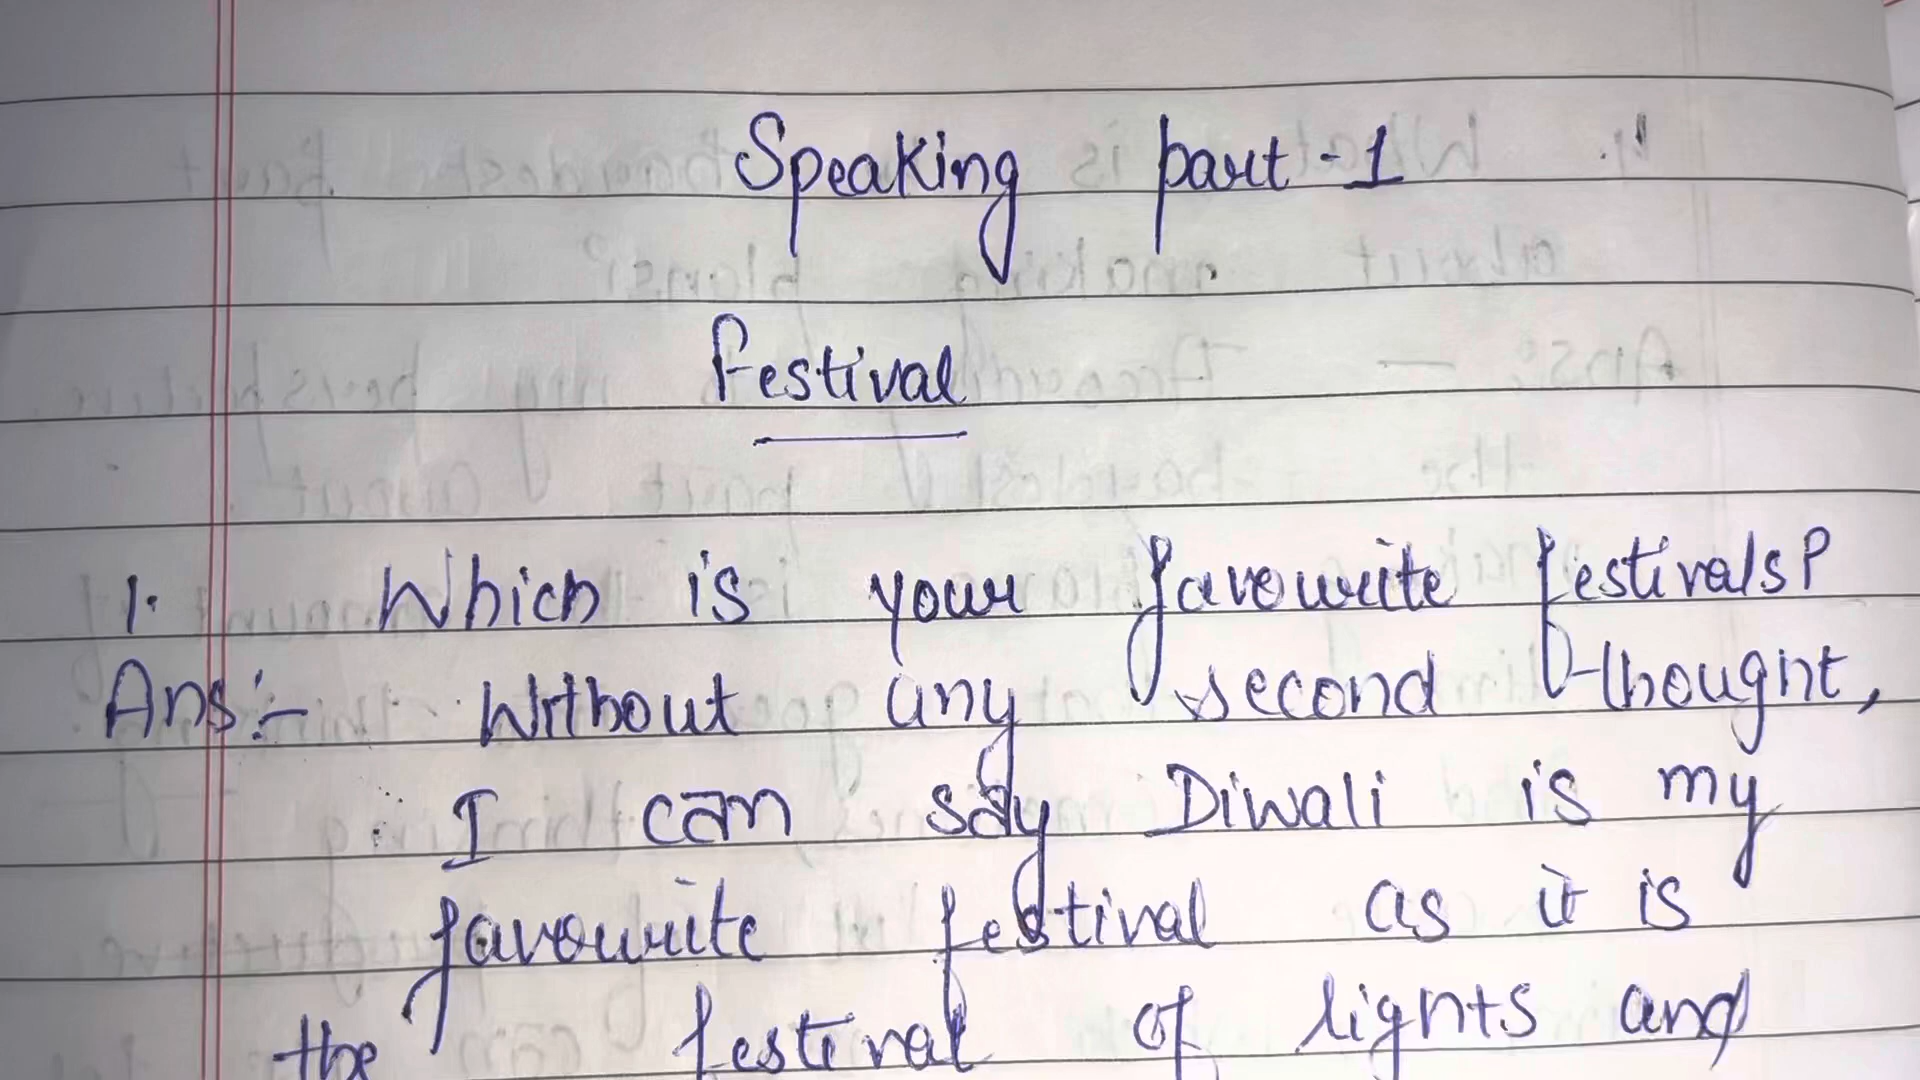 Speaking part-1
Festival
1. Which is your favourite festivals?
Ans:- Without any second thought,
I can say Diwali is my
favourite festival as it is
the festival of lights and